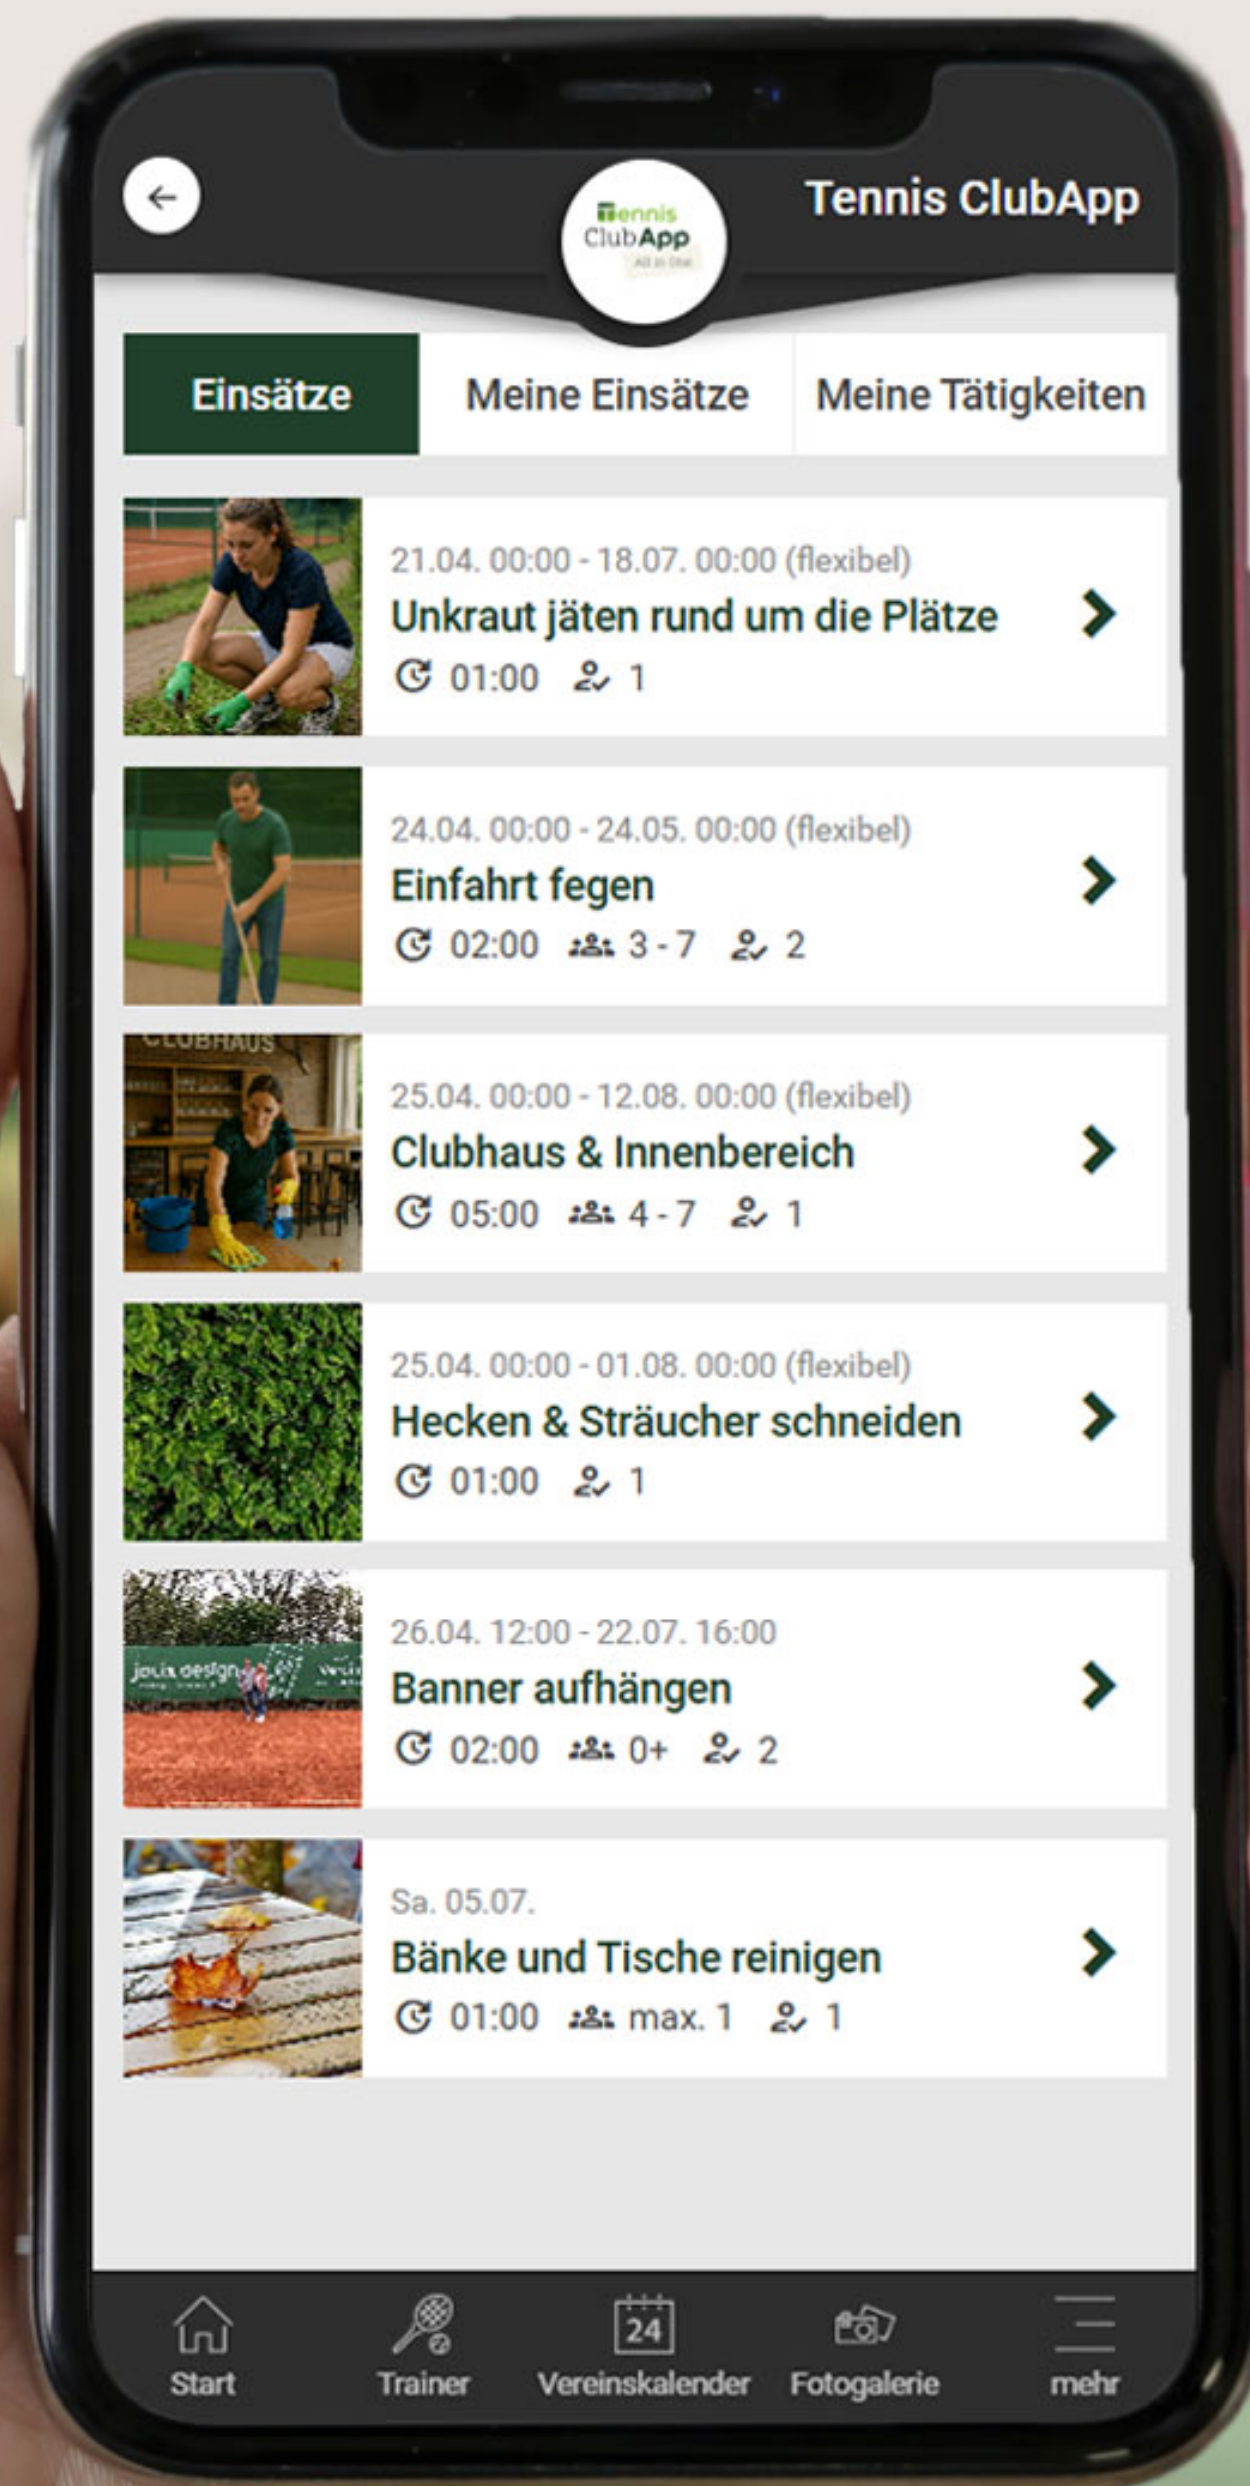 Tennis ClubApp
Tennis
ClubApp
All in One
Einsätze
Meine Einsätze
Meine Tätigkeiten
21.04. 00:00 - 18.07. 00:00 (flexibel)
Unkraut jäten rund um die Plätze
01:00 1
24.04. 00:00 - 24.05. 00:00 (flexibel)
Einfahrt fegen
02:00 3 - 7 2
CLUBHAUS
25.04. 00:00 - 12.08. 00:00 (flexibel)
Clubhaus & Innenbereich
05:00 4 - 7 1
25.04. 00:00 - 01.08. 00:00 (flexibel)
Hecken & Sträucher schneiden
01:00 1
design
26.04. 12:00 - 22.07. 16:00
Banner aufhängen
02:00 0+ 2
Sa. 05.07.
Bänke und Tische reinigen
01:00 max. 1 1
24
Start
Trainer
Vereinskalender
Fotogalerie
mehr